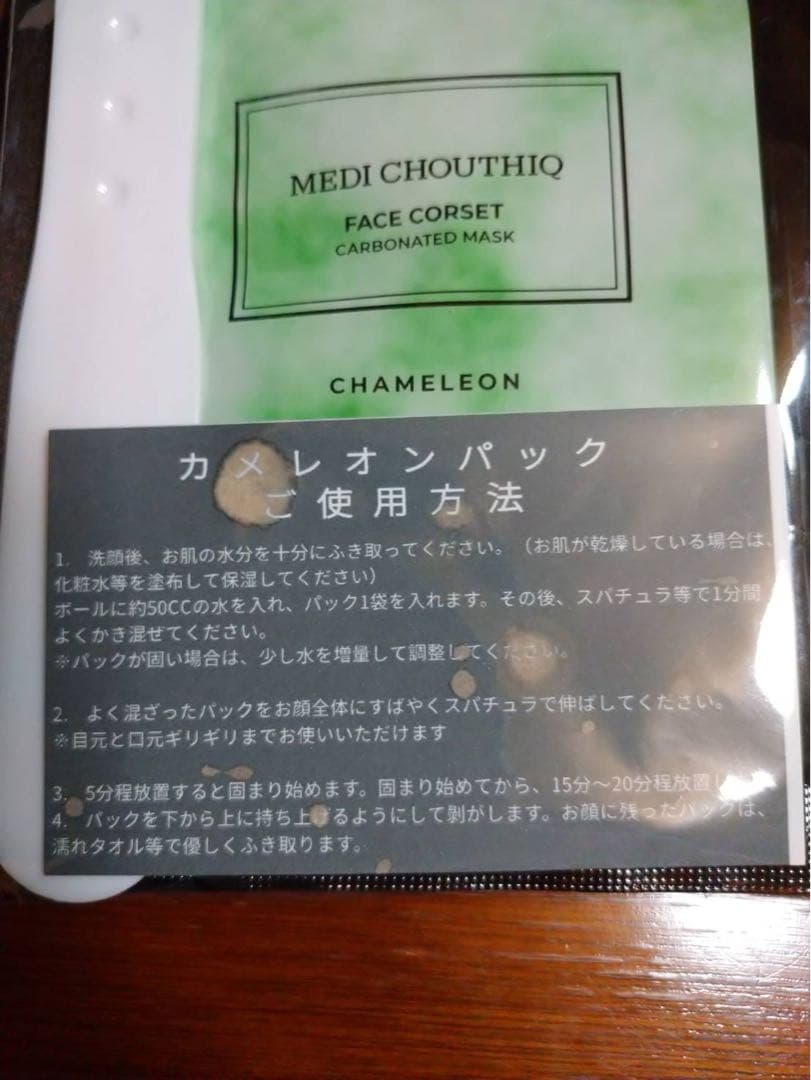 MEDI CHOUTHIQ
FACE CORSET
CARBONATED MASK
CHAMELEON
カメレオンパック
ご使用方法
1. 洗顔後、お肌の水分を十分にふき取ってください。（お肌が乾燥している場合は、
化粧水等を塗布して保湿してください）
ボールに約50CCの水を入れ、パック1袋を入れます。その後、スパチュラ等で1分間
よくかき混ぜてください。
※パックが固い場合は、少し水を増量して調整してください。
2. よく混ざったパックをお顔全体にすばやくスパチュラで伸ばしてください。
※目元と口元ギリギリまでお使いいただけます
3. 5分程放置すると固まり始めます。固まり始めてから、15分～20分程放置し
4. パックを下から上に持ち上げるようにして剥がします。お顔に残ったパックは、
濡れタオル等で優しくふき取ります。